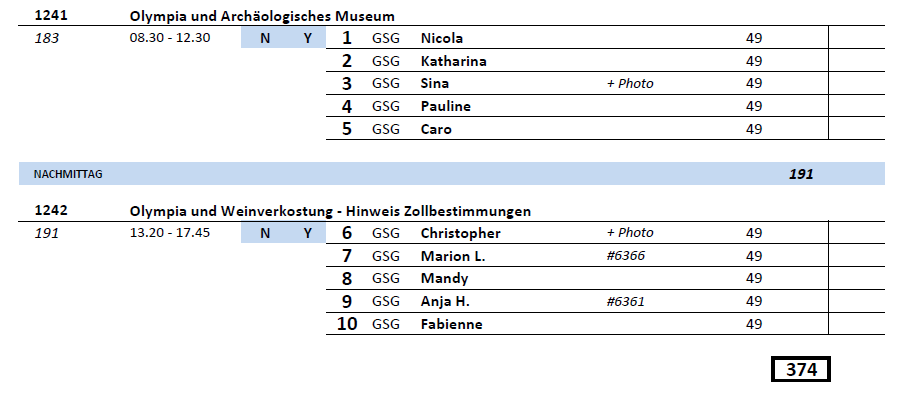 1241 Olympia und Archäologisches Museum
183 08.30 - 12.30 N Y 1 GSG Nicola 49
2 GSG Katharina 49
3 GSG Sina + Photo 49
4 GSG Pauline 49
5 GSG Caro 49
NACHMITTAG 191
1242 Olympia und Weinverkostung - Hinweis Zollbestimmungen
191 13.20 - 17.45 N Y 6 GSG Christopher + Photo 49
7 GSG Marion L. #6366 49
8 GSG Mandy 49
9 GSG Anja H. #6361 49
10 GSG Fabienne 49
374